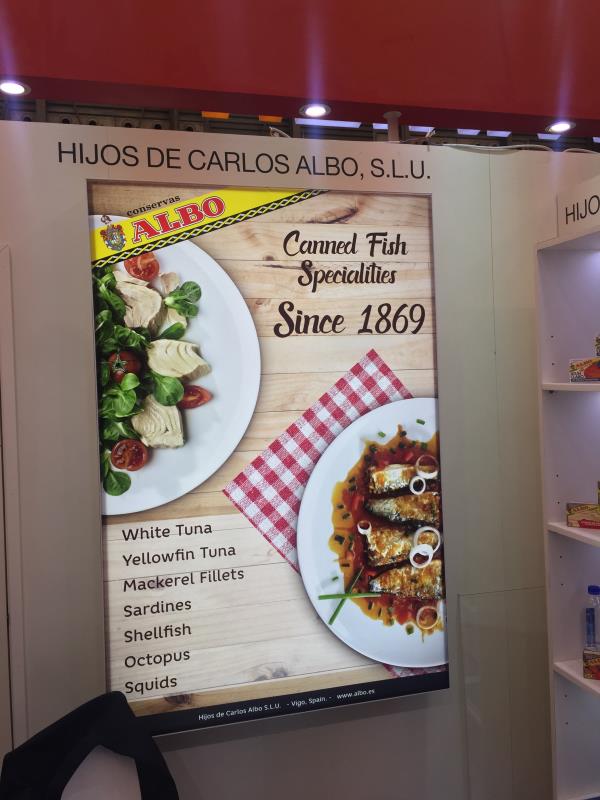 HIJOS DE CARLOS ALBO, S.L.U.
conservas
ALBO
Canned Fish
Specialities
Since 1869
White Tuna
Yellowfin Tuna
Mackerel Fillets
Sardines
Shellfish
Octopus
Squids
Hijos de Carlos Albo S.L.U. - Vigo, Spain. - www.albo.es
HIJO